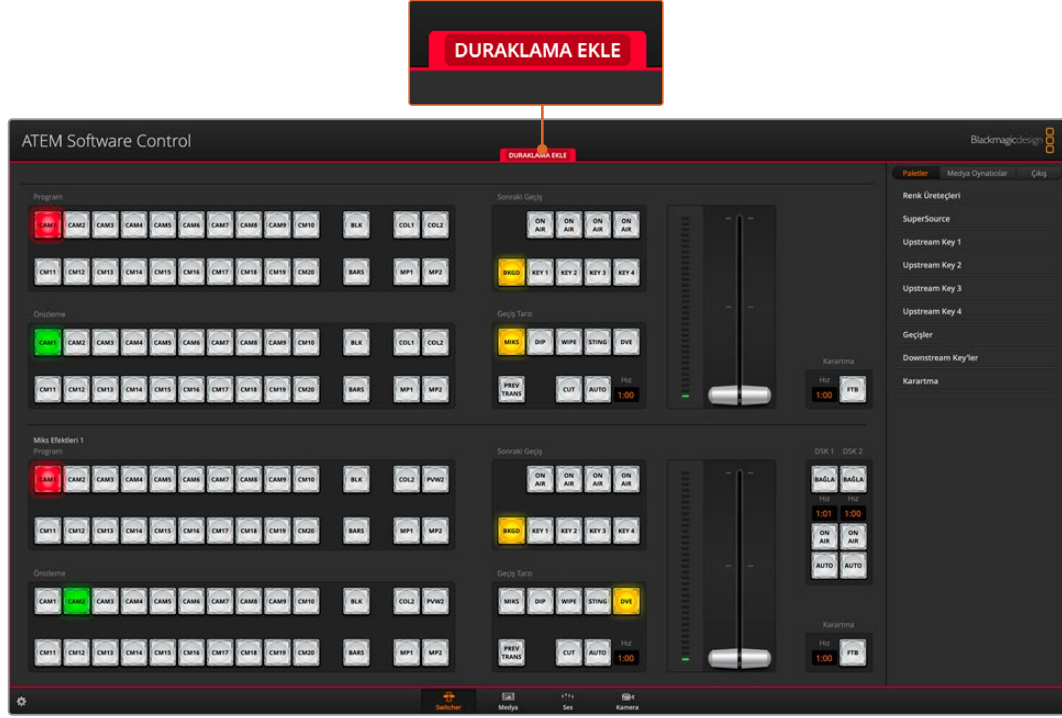 DURAKLAMA EKLE
ATEM Software Control
DURAKLAMA EKLE
Blackmagicdesign
Paletler Medya Oynatıcılar Çıkış
Renk Üreteçleri
SuperSource
Upstream Key 1
Upstream Key 2
Upstream Key 3
Upstream Key 4
Geçişler
Downstream Key'ler
Karartma
Program
CAM1 CAM2 CAM3 CAM4 CAM5 CAM6 CAM7 CAM8 CAM9 CM10 BLK COL1 COL2
CM11 CM12 CM13 CM14 CM15 CM16 CM17 CM18 CM19 CM20 BARS MP1 MP2
Sonraki Geçiş
ON AIR ON AIR ON AIR ON AIR
BKGD KEY 1 KEY 2 KEY 3 KEY 4
Önizleme
CAM1 CAM2 CAM3 CAM4 CAM5 CAM6 CAM7 CAM8 CAM9 CM10 BLK COL1 COL2
CM11 CM12 CM13 CM14 CM15 CM16 CM17 CM18 CM19 CM20 BARS MP1 MP2
Geçiş Tarzı
MIKS DIP WIPE STING DVE
PREV TRANS CUT AUTO Hız 1:00
Karartma
Hız
1:00 FTB
Miks Efektleri 1
Program
CAM1 CAM2 CAM3 CAM4 CAM5 CAM6 CAM7 CAM8 CAM9 CM10 BLK COL2 PVW2
CM11 CM12 CM13 CM14 CM15 CM16 CM17 CM18 CM19 CM20 BARS MP1 MP2
Sonraki Geçiş
ON AIR ON AIR ON AIR ON AIR
BKGD KEY 1 KEY 2 KEY 3 KEY 4
DSK 1 DSK 2
BAĞLA BAĞLA
Hız Hız
1:01 1:00
ON AIR ON AIR
AUTO AUTO
Önizleme
CAM1 CAM2 CAM3 CAM4 CAM5 CAM6 CAM7 CAM8 CAM9 CM10 BLK COL2 PVW2
CM11 CM12 CM13 CM14 CM15 CM16 CM17 CM18 CM19 CM20 BARS MP1 MP2
Geçiş Tarzı
MIKS DIP WIPE STING DVE
PREV TRANS CUT AUTO Hız 1:00
Karartma
Hız
1:00 FTB
Switcher Medya Ses Kamera